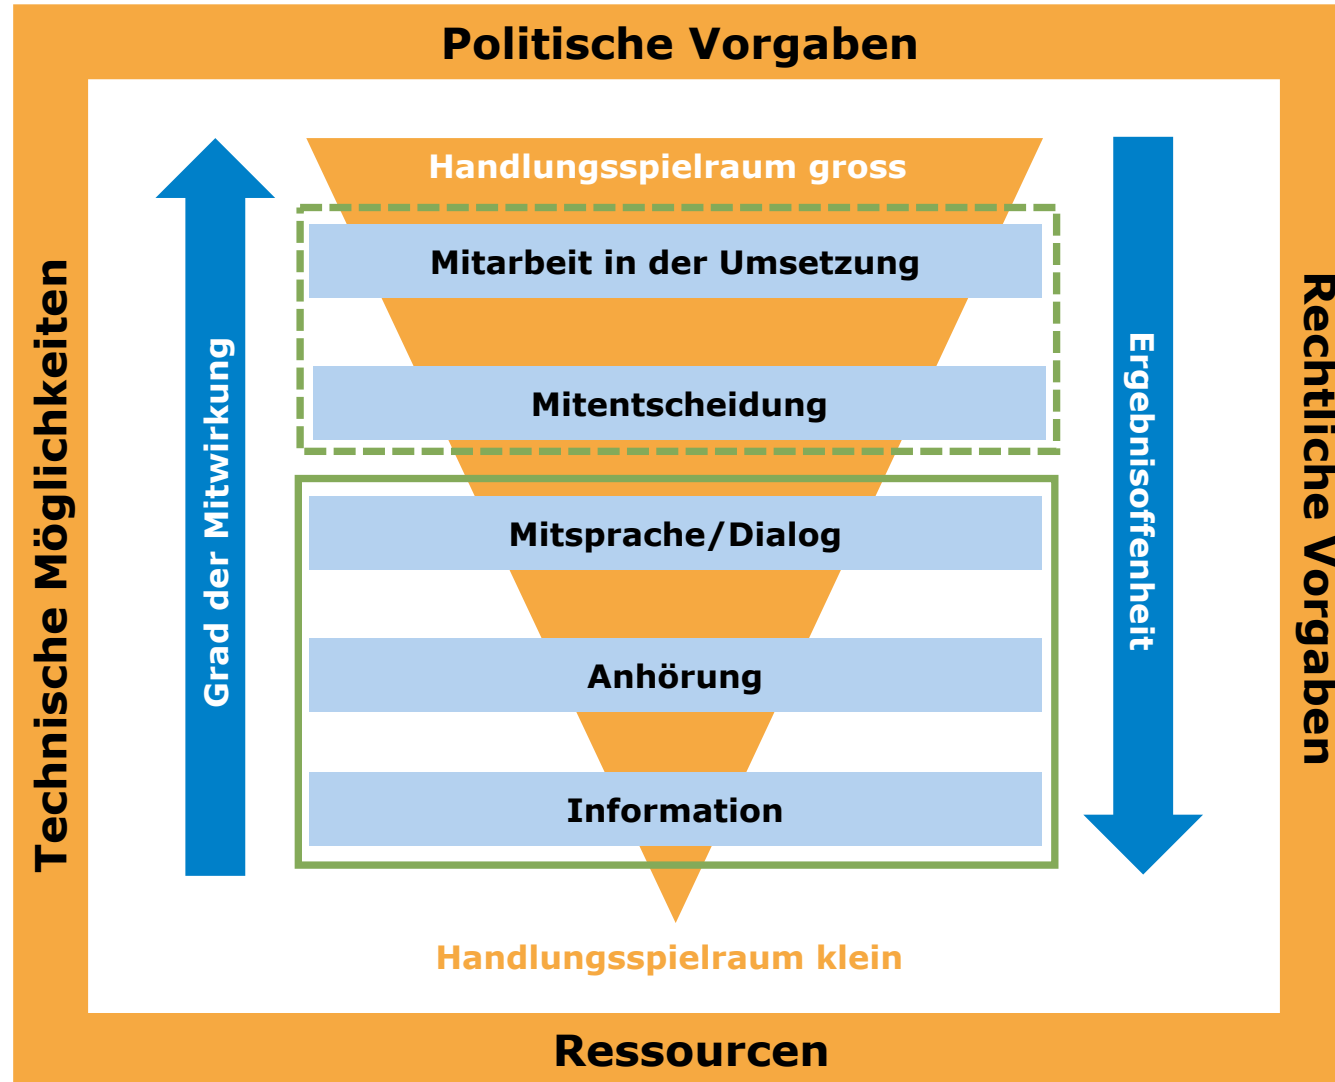 Politische Vorgaben
Technische Möglichkeiten
Grad der Mitwirkung
Handlungsspielraum gross
Mitarbeit in der Umsetzung
Mitentscheidung
Mitsprache/Dialog
Anhörung
Information
Handlungsspielraum klein
Ergebnisoffenheit
Rechtliche Vorgaben
Ressourcen